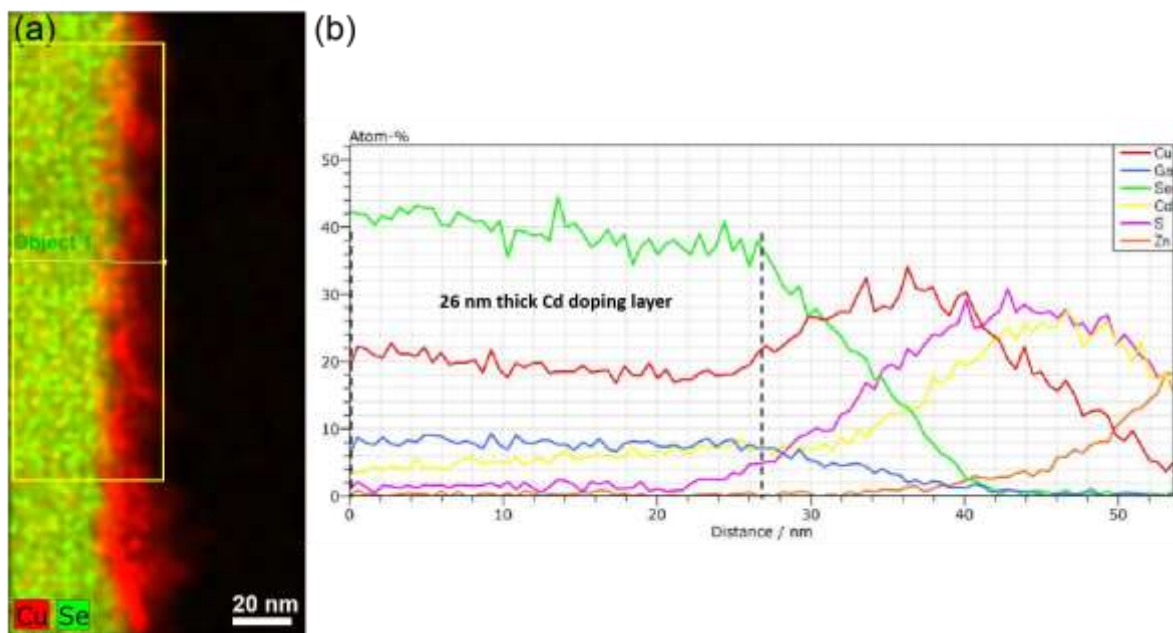 (a)
Object 1
Cu Se
20 nm
(b)
Atom-%
50
40
30
20
10
0
26 nm thick Cd doping layer
0 10 20 30 40 50
Distance / nm
Cu
Ga
Se
Cd
S
Zn